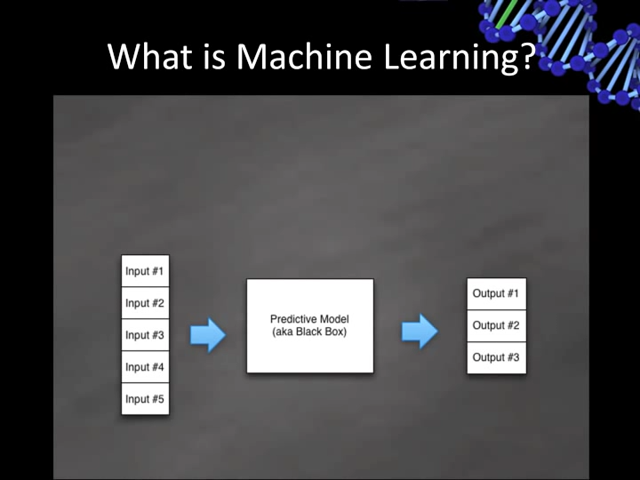 What is Machine Learning?
Input #1
Input #2
Input #3
Input #4
Input #5
Predictive Model
(aka Black Box)
Output #1
Output #2
Output #3